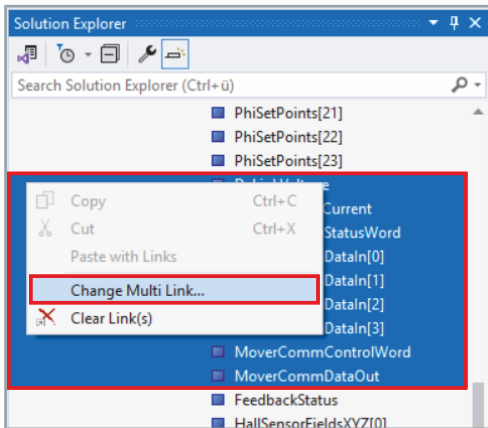 Solution Explorer
Search Solution Explorer (Ctrl+ü)
PhiSetPoints[21]
PhiSetPoints[22]
PhiSetPoints[23]
Copy Ctrl+C
Cut Ctrl+X
Paste with Links
Change Multi Link...
Clear Link(s)
Current
StatusWord
DataIn[0]
DataIn[1]
DataIn[2]
DataIn[3]
MoverCommControlWord
MoverCommDataOut
FeedbackStatus
HallSensorFieldsXYZ[0]